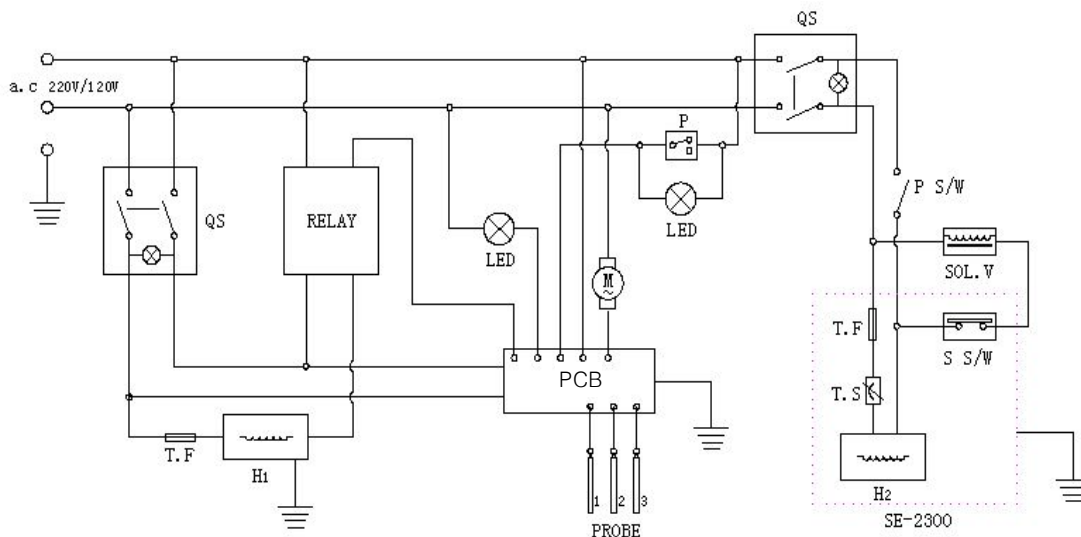 QS
a.c 220V/120V
P
P S/W
QS
RELAY
LED
LED
SOL.V
M
~
T.F
S S/W
PCB
T.S
T.F
H1
H2
1 2 3
PROBE
SE-2300